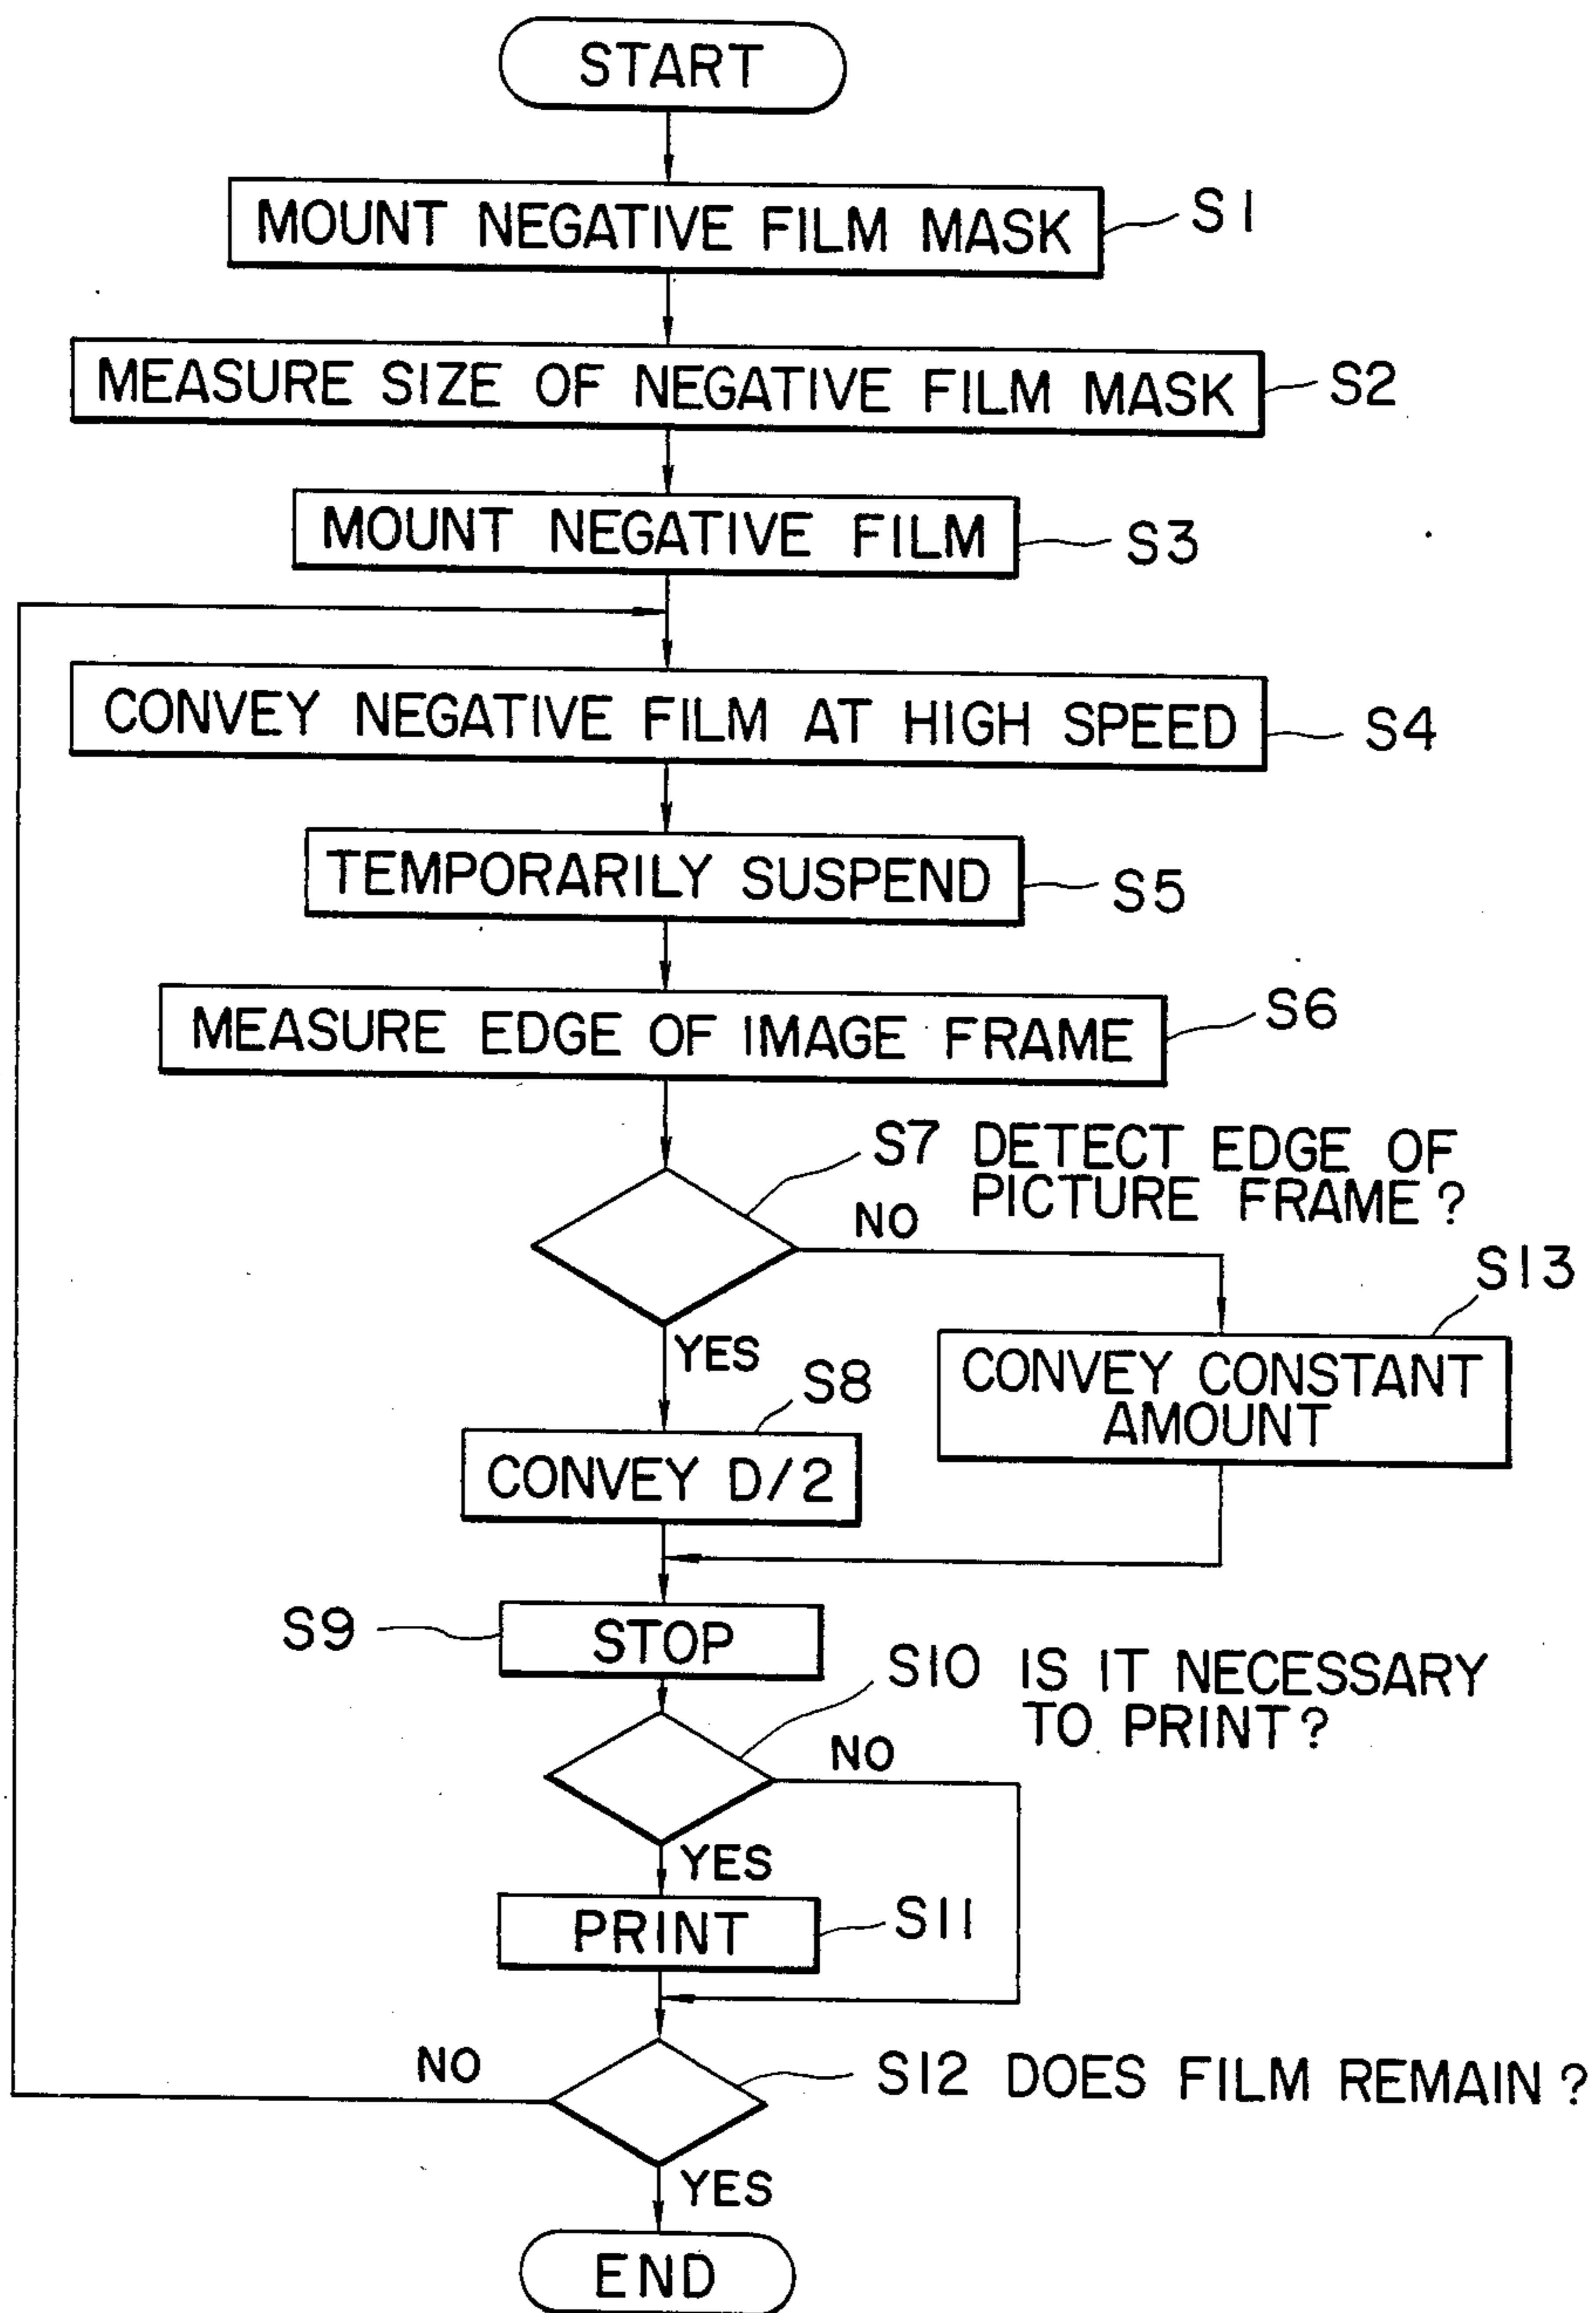 START
MOUNT NEGATIVE FILM MASK
S1
MEASURE SIZE OF NEGATIVE FILM MASK
S2
MOUNT NEGATIVE FILM
S3
CONVEY NEGATIVE FILM AT HIGH SPEED
S4
TEMPORARILY SUSPEND
S5
MEASURE EDGE OF IMAGE FRAME
S6
S7 DETECT EDGE OF
PICTURE FRAME?
NO
YES
S13
CONVEY CONSTANT
AMOUNT
S8
CONVEY D/2
S9
STOP
S10 IS IT NECESSARY
TO PRINT?
NO
YES
PRINT
S11
NO
S12 DOES FILM REMAIN?
YES
END